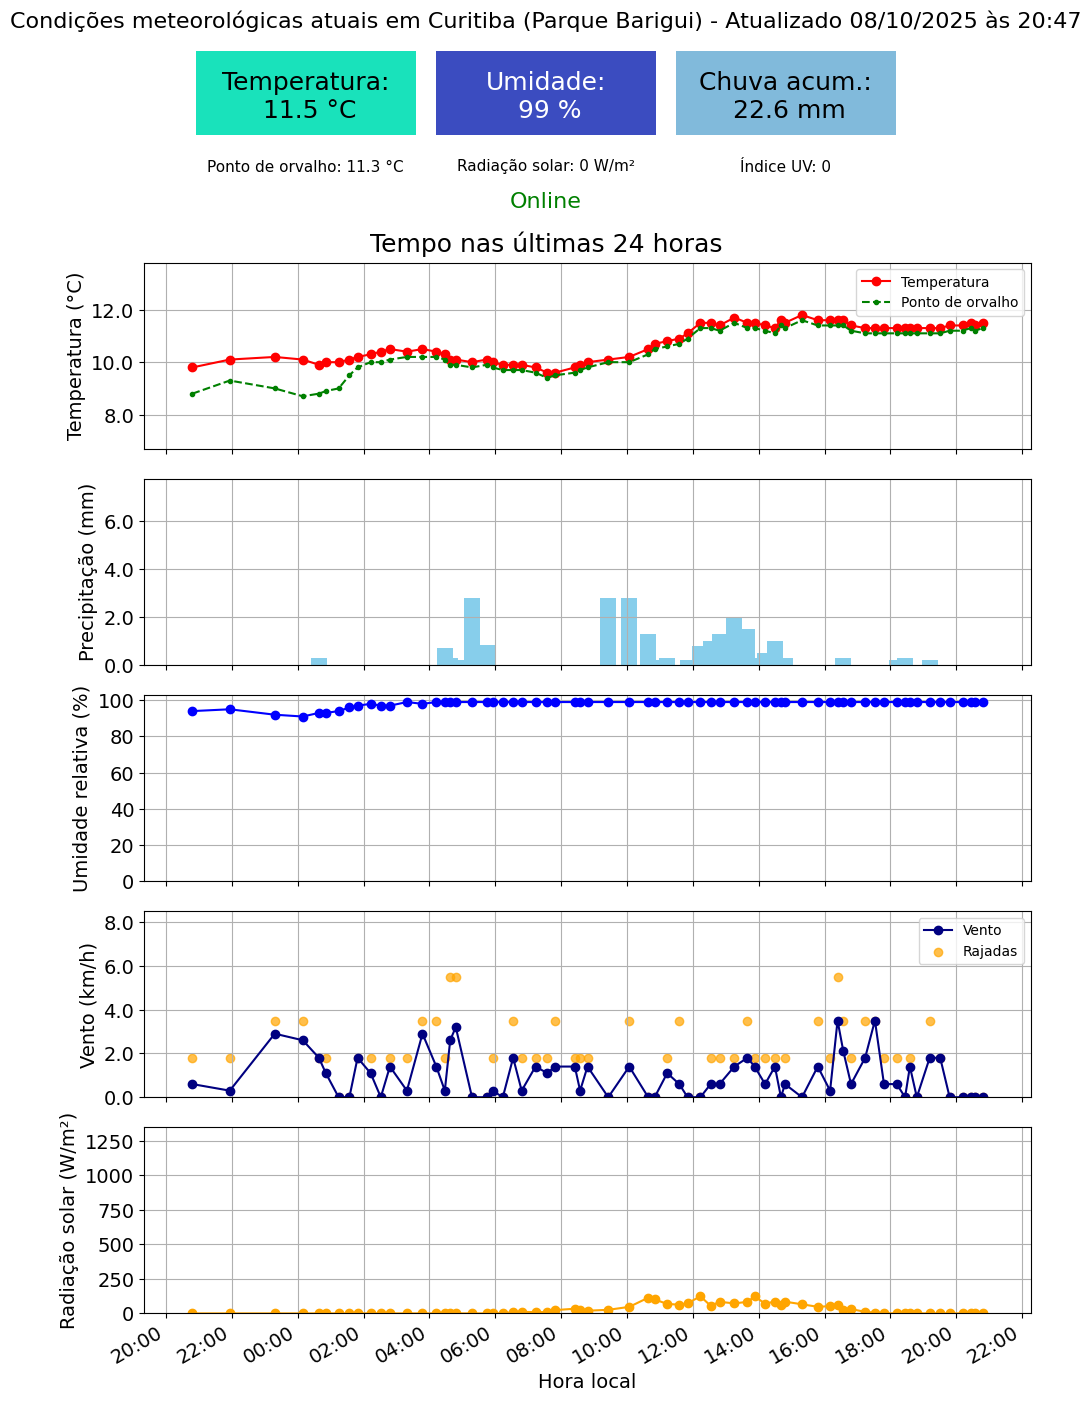 Condições meteorológicas atuais em Curitiba (Parque Barigui) - Atualizado 08/10/2025 às 20:47
Temperatura:
11.5 °C
Umidade:
99 %
Chuva acum.:
22.6 mm
Ponto de orvalho: 11.3 °C
Radiação solar: 0 W/m²
Índice UV: 0
Online
Tempo nas últimas 24 horas
Temperatura (°C)
12.0
10.0
8.0
Temperatura
Ponto de orvalho
Precipitação (mm)
6.0
4.0
2.0
0.0
Umidade relativa (%)
100
80
60
40
20
0
Vento (km/h)
8.0
6.0
4.0
2.0
0.0
Vento
Rajadas
Radiação solar (W/m²)
1250
1000
750
500
250
0
20:00
22:00
00:00
02:00
04:00
06:00
08:00
10:00
12:00
14:00
16:00
18:00
20:00
22:00
Hora local